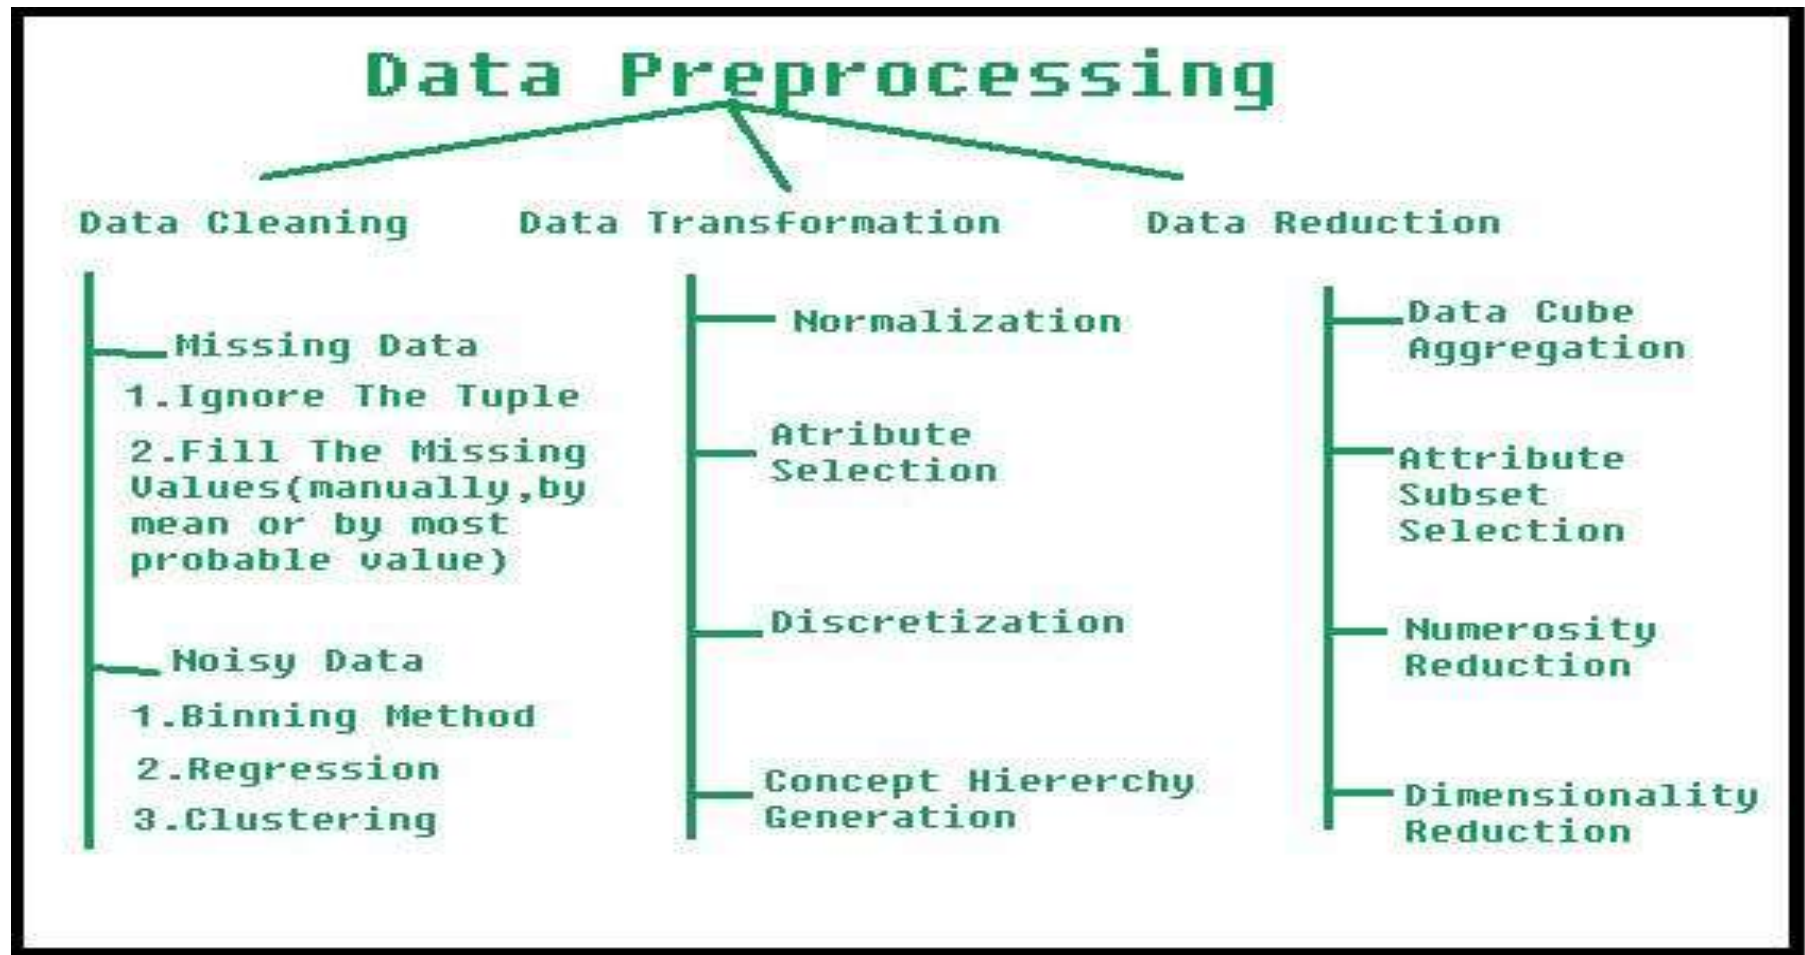 Data Preprocessing
Data Cleaning
Missing Data
1.Ignore The Tuple
2.Fill The Missing
Values(manually,by
mean or by most
probable value)
Noisy Data
1.Binning Method
2.Regression
3.Clustering
Data Transformation
Normalization
Atribute
Selection
Discretization
Concept Hiererchy
Generation
Data Reduction
Data Cube
Aggregation
Attribute
Subset
Selection
Numerosity
Reduction
Dimensionality
Reduction